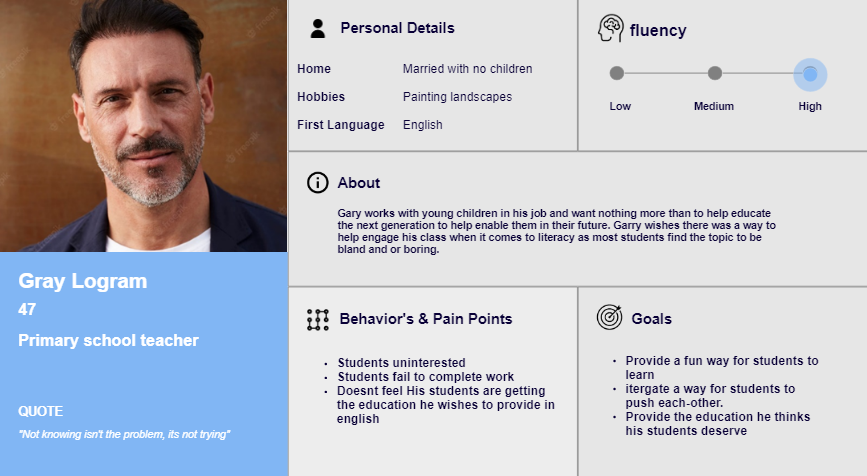 Gray Logram
47
Primary school teacher
QUOTE
"Not knowing isn't the problem, its not trying"
Personal Details
Home Married with no children
Hobbies Painting landscapes
First Language English
fluency
Low Medium High
About
Gary works with young children in his job and want nothing more than to help educate
the next generation to help enable them in their future. Garry wishes there was a way to
help engage his class when it comes to literacy as most students find the topic to be
bland and or boring.
Behavior's & Pain Points
• Students uninterested
• Students fail to complete work
• Doesnt feel His students are getting
the education he wishes to provide in
english
Goals
• Provide a fun way for students to
learn
• itergate a way for students to
push each-other.
• Provide the education he thinks
his students deserve